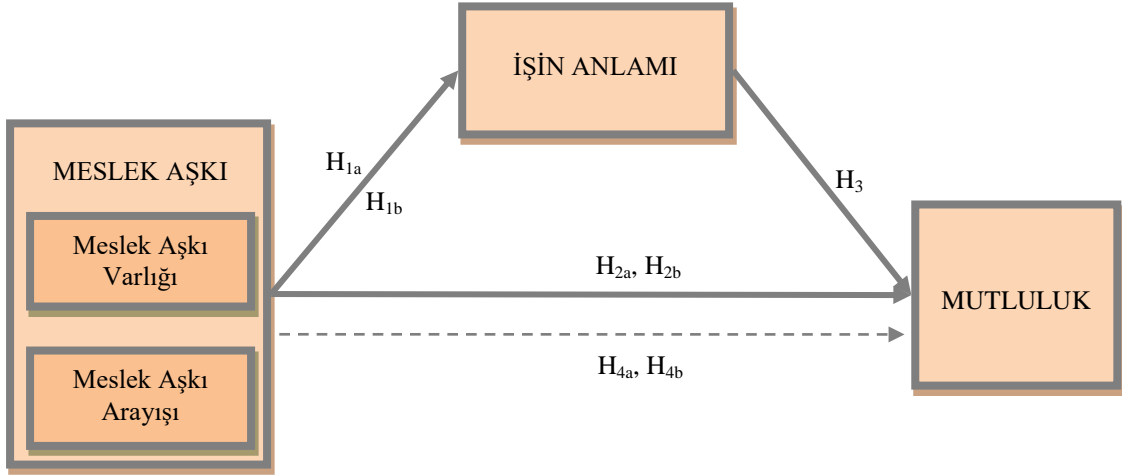 İŞİN ANLAMI
MESLEK AŞKI
Meslek Aşkı
Varlığı
Meslek Aşkı
Arayışı
H1a
H1b
H3
H2a, H2b
H4a, H4b
MUTLULUK